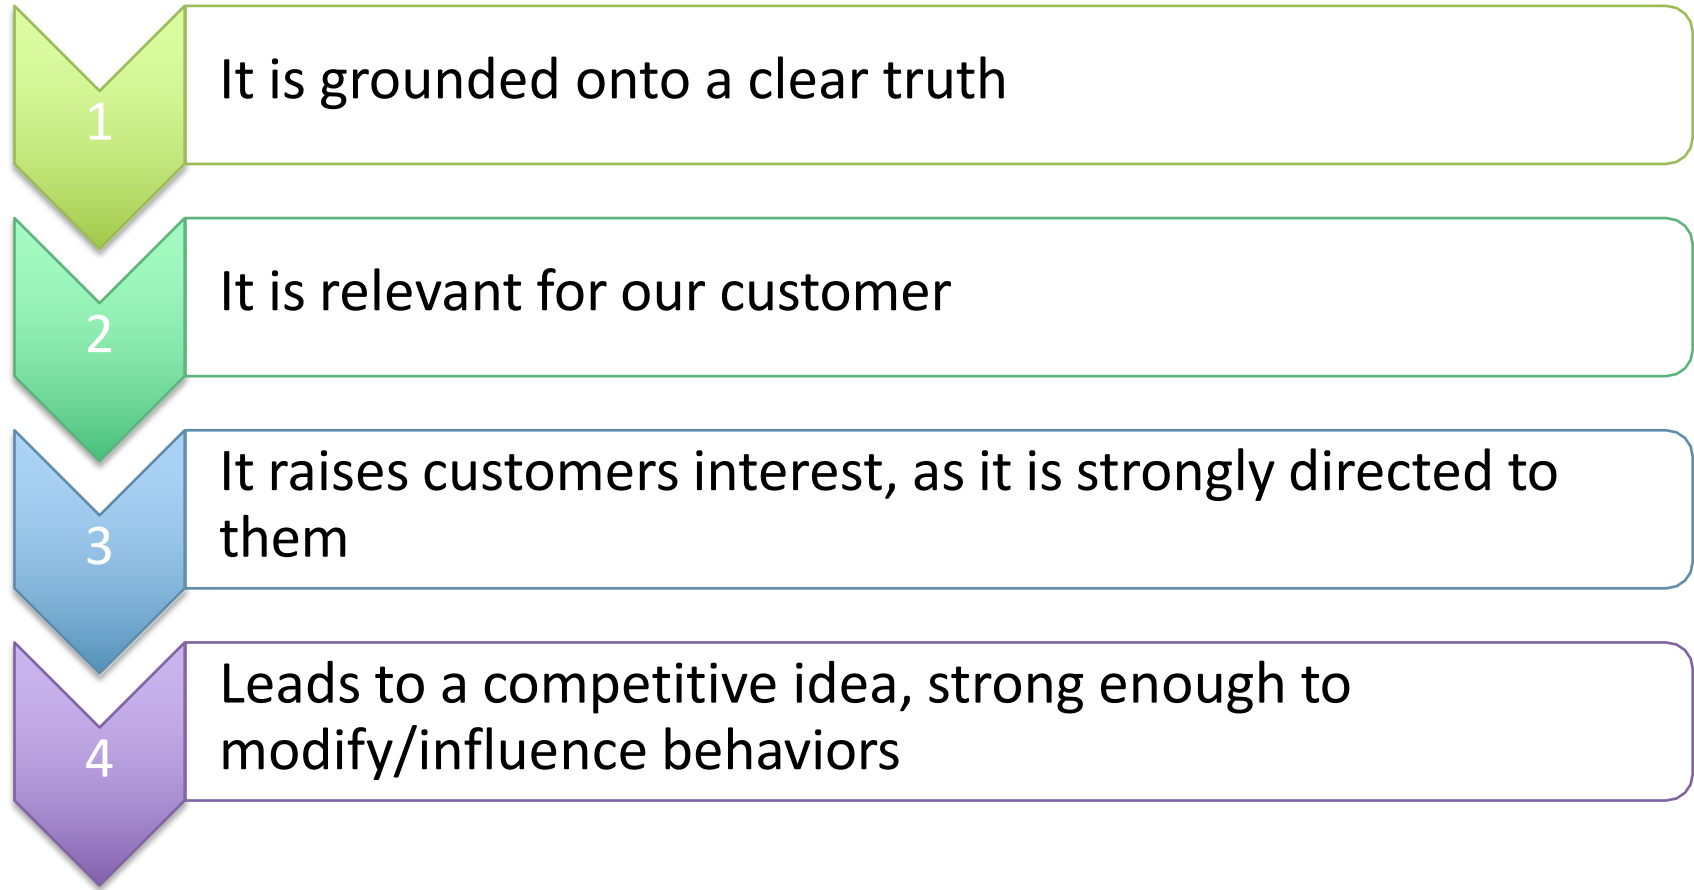 1
It is grounded onto a clear truth
2
It is relevant for our customer
3
It raises customers interest, as it is strongly directed to
them
4
Leads to a competitive idea, strong enough to
modify/influence behaviors